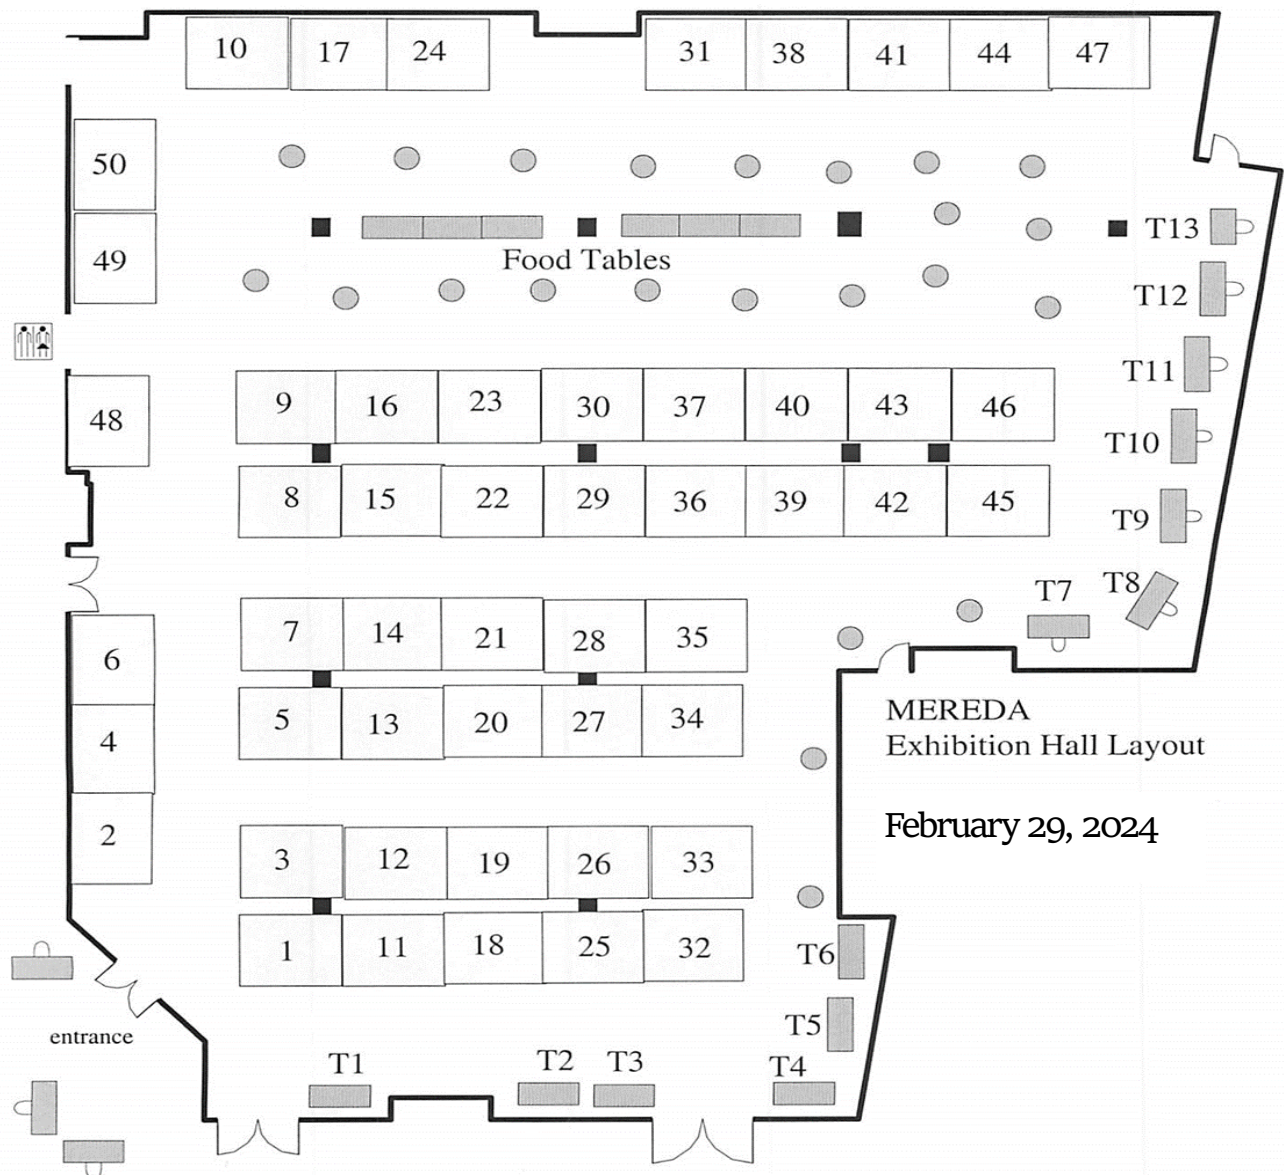 10 17 24 31 38 41 44 47
50
T13
49 Food Tables
T12
T11
9 16 23 30 37 40 43 46
48
T10
8 15 22 29 36 39 42 45
T9
T7 T8
7 14 21 28 35
6
5 13 20 27 34
MEREDA
4
Exhibition Hall Layout
February 29, 2024
2
3 12 19 26 33
1 11 18 25 32
T6
T5
entrance
T1 T2 T3 T4